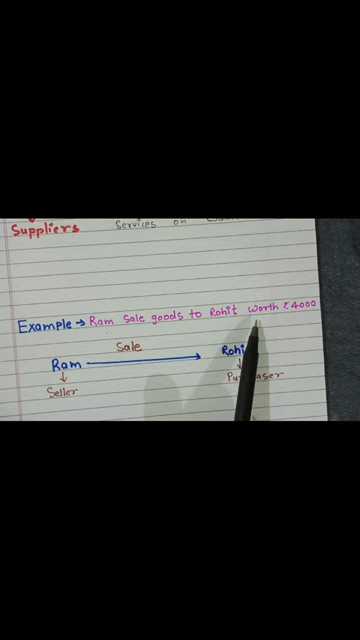 Suppliers Services on
Example → Ram Sale goods to Rohit worth ₹4000
Sale
Ram
Seller